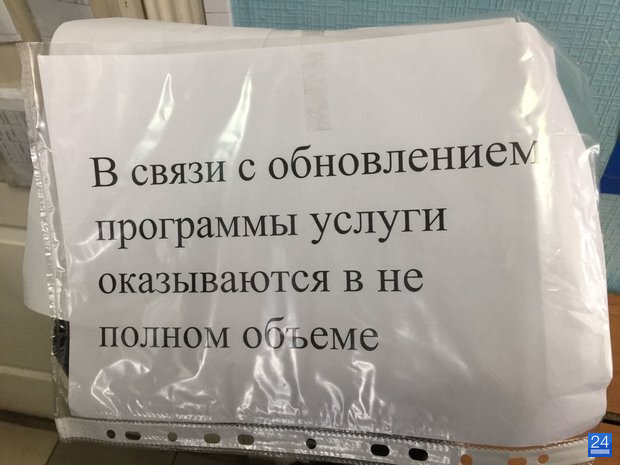 В связи с обновлением
программы услуги
оказываются в не
полном объеме
24